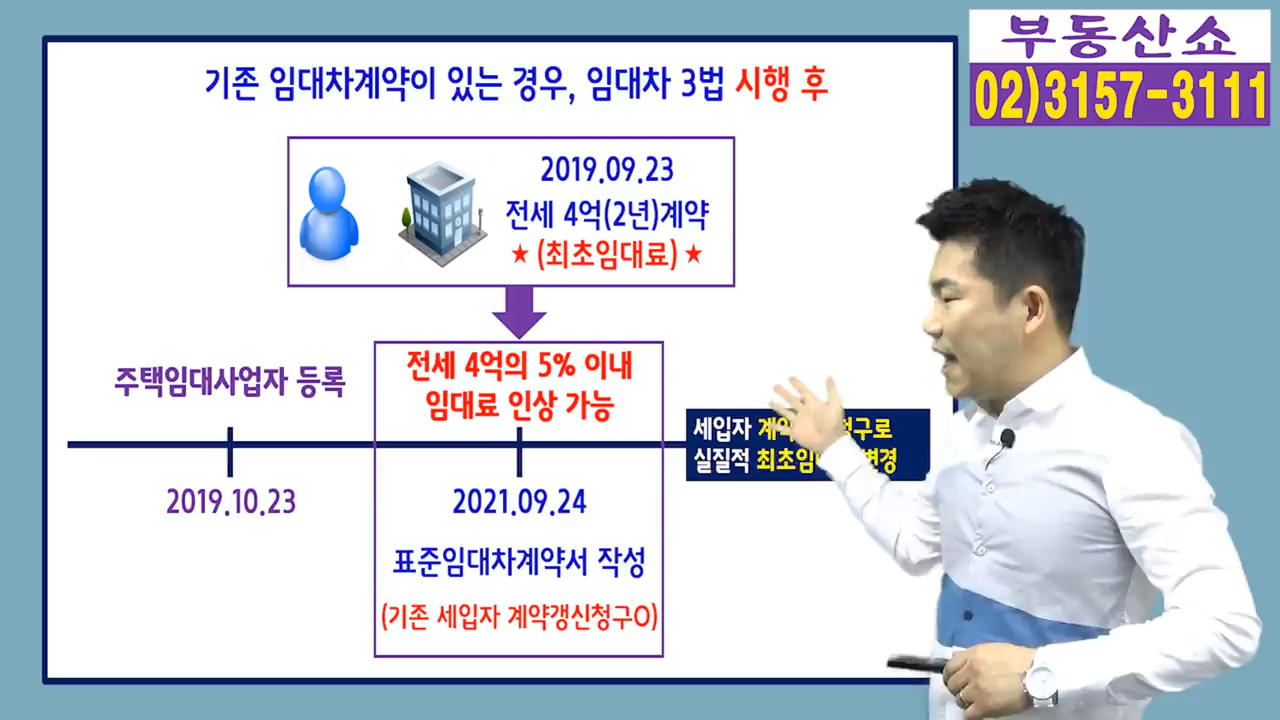 부동산쇼
02)3157-3111
기존 임대차계약이 있는 경우, 임대차 3법 시행 후
2019.09.23
전세 4억(2년)계약
★(최초임대료)★
전세 4억의 5% 이내
임대료 인상 가능
주택임대사업자 등록
세입자 구로
실질적 변경
2019.10.23
2021.09.24
표준임대차계약서 작성
(기존 세입자 계약갱신청구O)